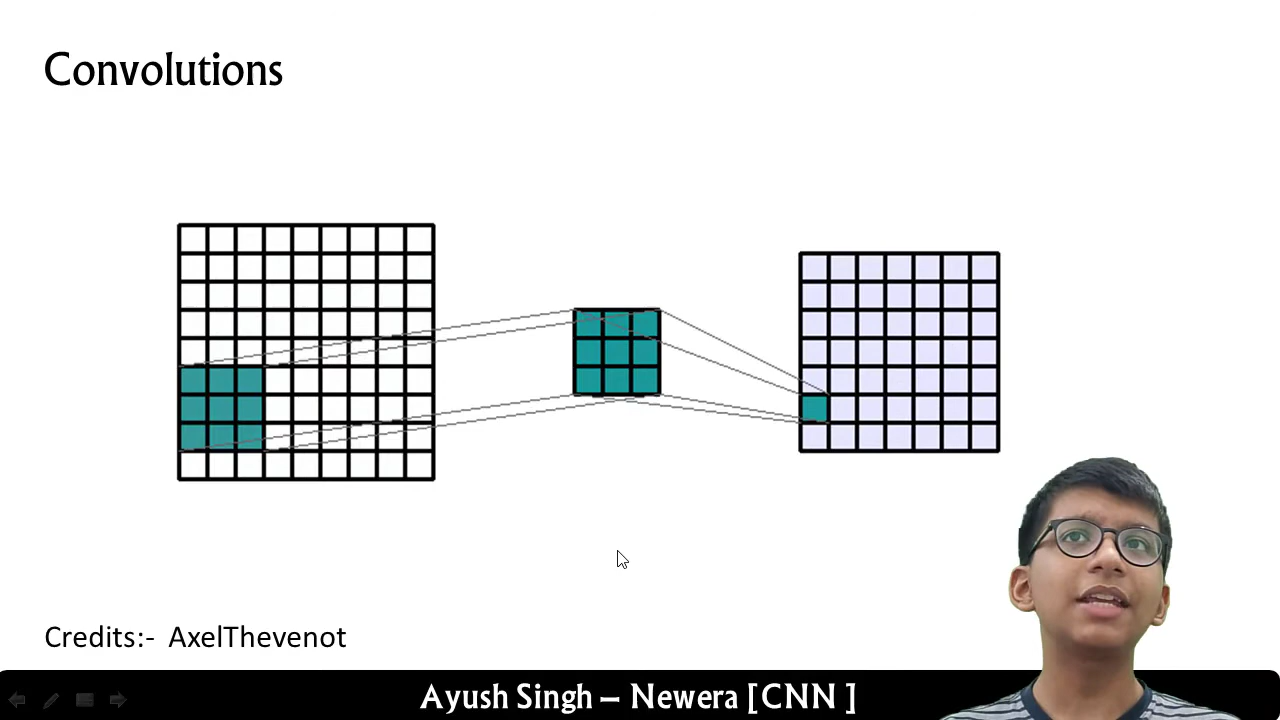 Convolutions
Credits:- AxelThevenot
Ayush Singh – Newera [CNN ]